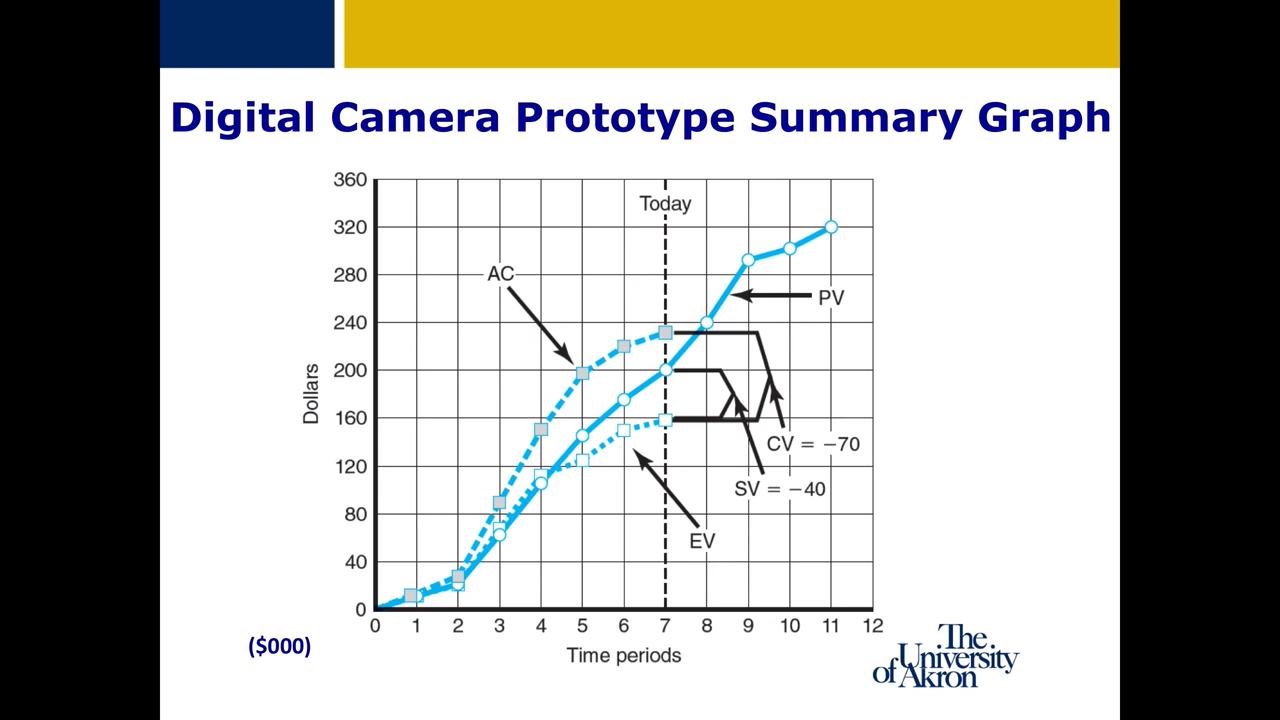 Digital Camera Prototype Summary Graph
360
320
280
240
200
160
120
80
40
0
Dollars
Today
AC
PV
CV = −70
SV = −40
EV
0 1 2 3 4 5 6 7 8 9 10 11 12
Time periods
($000)
The
University
of Akron